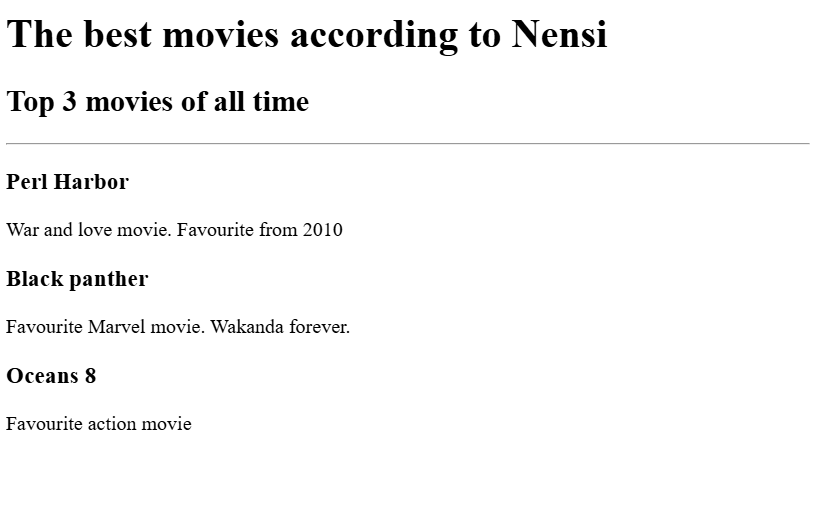 The best movies according to Nensi
Top 3 movies of all time
Perl Harbor
War and love movie. Favourite from 2010
Black panther
Favourite Marvel movie. Wakanda forever.
Oceans 8
Favourite action movie